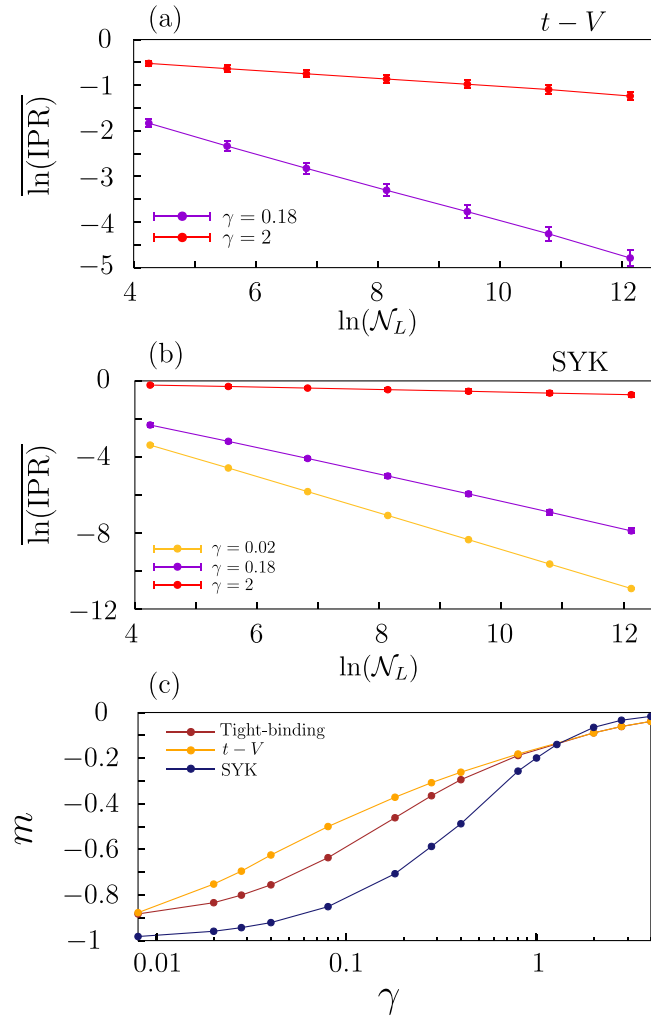 (a)
t − V
0
−1
−2
−3
−4
−5
ln(IPR)
γ = 0.18
γ = 2
4
6
8
10
12
ln(𝒩_L)
(b)
SYK
0
−4
−8
−12
ln(IPR)
γ = 0.02
γ = 0.18
γ = 2
4
6
8
10
12
ln(𝒩_L)
(c)
0
−0.2
−0.4
−0.6
−0.8
−1
m
Tight-binding
t − V
SYK
0.01
0.1
1
γ